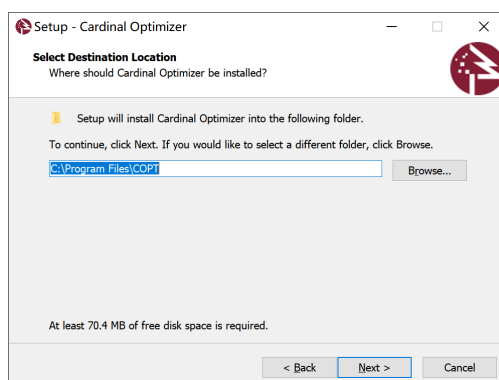 Setup - Cardinal Optimizer
Select Destination Location
Where should Cardinal Optimizer be installed?
Setup will install Cardinal Optimizer into the following folder.
To continue, click Next. If you would like to select a different folder, click Browse.
C:\Program Files\COPT
Browse...
At least 70.4 MB of free disk space is required.
< Back
Next >
Cancel